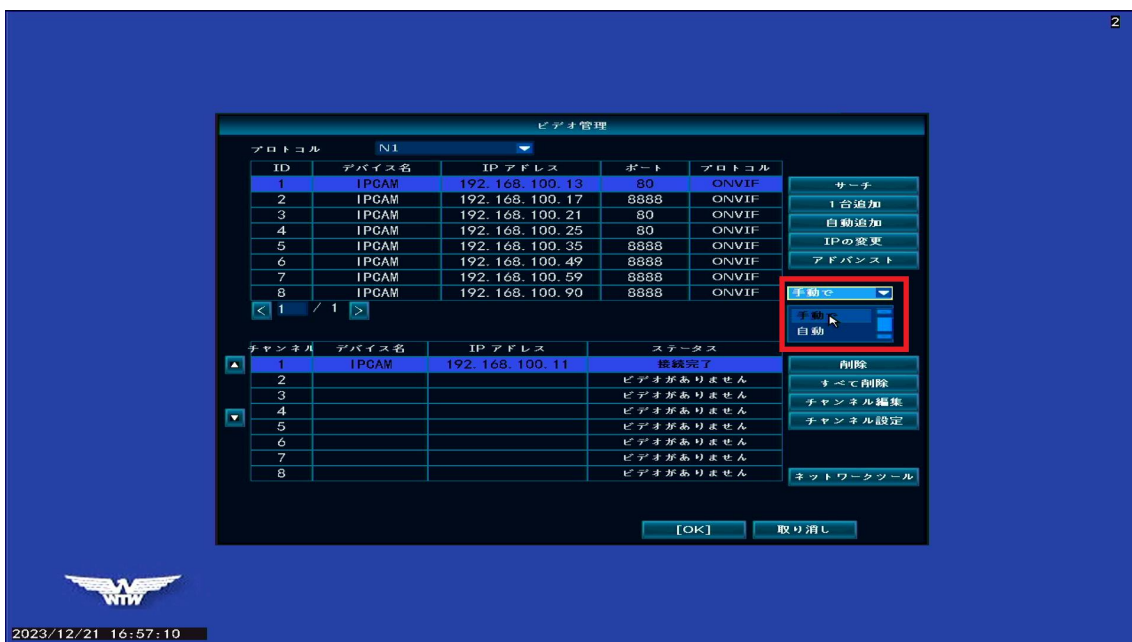 2
ビデオ管理
プロトコル N1
ID デバイス名 IP アドレス ポート プロトコル
1 IPCAM 192. 168. 100. 13 80 ONVIF サーチ
2 IPCAM 192. 168. 100. 17 8888 ONVIF 1 台追加
3 IPCAM 192. 168. 100. 21 80 ONVIF 自動追加
4 IPCAM 192. 168. 100. 25 80 ONVIF IPの変更
5 IPCAM 192. 168. 100. 35 8888 ONVIF アドバンスト
6 IPCAM 192. 168. 100. 49 8888 ONVIF
7 IPCAM 192. 168. 100. 59 8888 ONVIF
8 IPCAM 192. 168. 100. 90 8888 ONVIF 手動で
< 1 / 1 >
手動で
自動
チャンネル デバイス名 IP アドレス ステータス
1 IPCAM 192. 168. 100. 11 接続完了 削除
2 ビデオがありません すべて削除
3 ビデオがありません チャンネル編集
4 ビデオがありません チャンネル設定
5 ビデオがありません
6 ビデオがありません
7 ビデオがありません
8 ビデオがありません ネットワークツール
[OK] 取り消し
NTW
2023/12/21 16:57:10